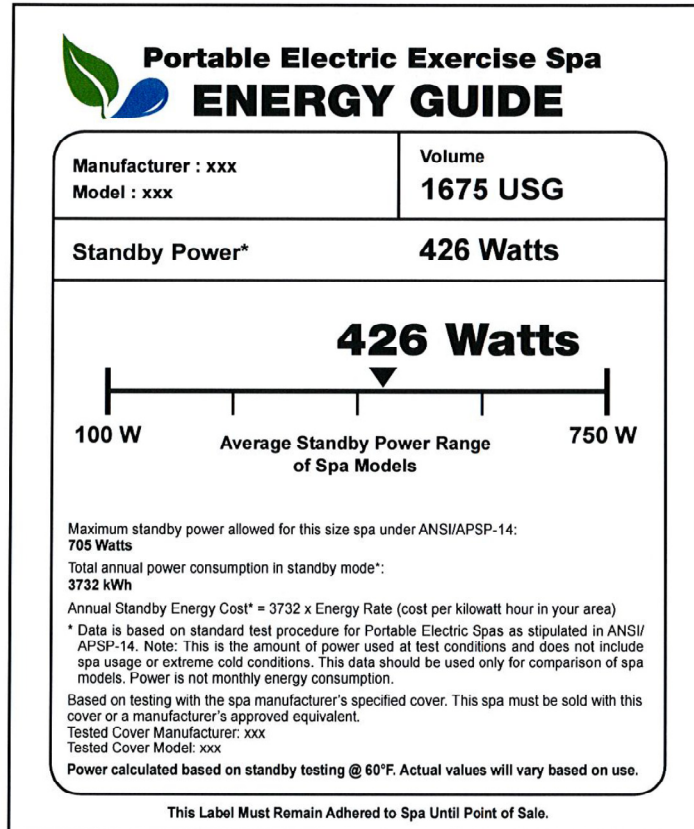 Portable Electric Exercise Spa
ENERGY GUIDE
Manufacturer : xxx
Model : xxx
Volume
1675 USG
Standby Power*
426 Watts
426 Watts
100 W
750 W
Average Standby Power Range
of Spa Models
Maximum standby power allowed for this size spa under ANSI/APSP-14:
705 Watts
Total annual power consumption in standby mode*:
3732 kWh
Annual Standby Energy Cost* = 3732 x Energy Rate (cost per kilowatt hour in your area)
* Data is based on standard test procedure for Portable Electric Spas as stipulated in ANSI/
APSP-14. Note: This is the amount of power used at test conditions and does not include
spa usage or extreme cold conditions. This data should be used only for comparison of spa
models. Power is not monthly energy consumption.
Based on testing with the spa manufacturer's specified cover. This spa must be sold with this
cover or a manufacturer's approved equivalent.
Tested Cover Manufacturer: xxx
Tested Cover Model: xxx
Power calculated based on standby testing @ 60°F. Actual values will vary based on use.
This Label Must Remain Adhered to Spa Until Point of Sale.